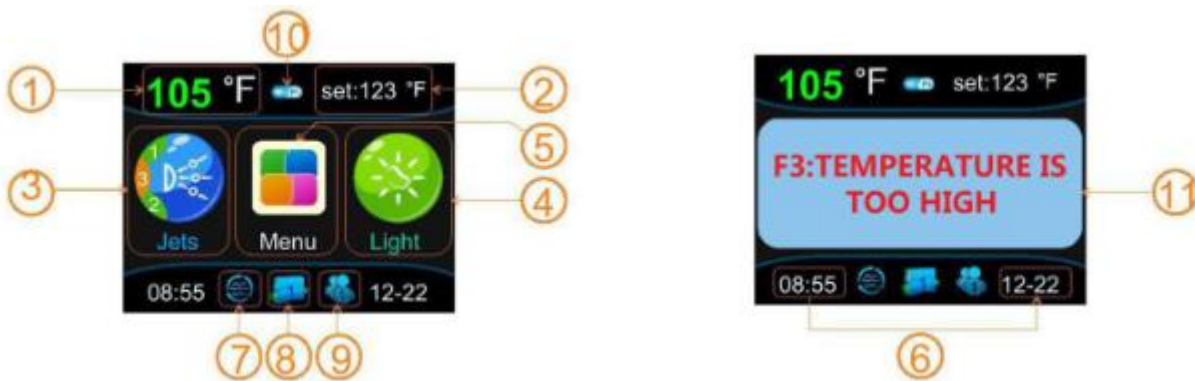 10
1
105 °F
set:123 °F
2
5
3
1
3
2
Jets
Menu
Light
4
08:55
12-22
7
8
9
105 °F
set:123 °F
F3:TEMPERATURE IS
TOO HIGH
11
08:55
12-22
6